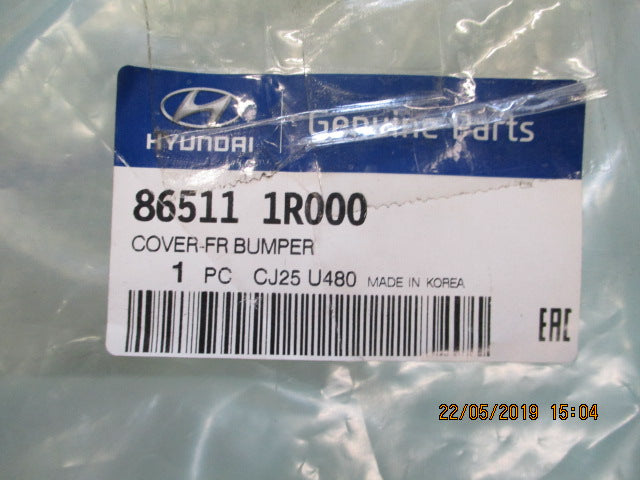 HYUNDAI Genuine Parts
86511 1R000
COVER-FR BUMPER
1 PC CJ25 U480 MADE IN KOREA
EAC
22/05/2019 15:04